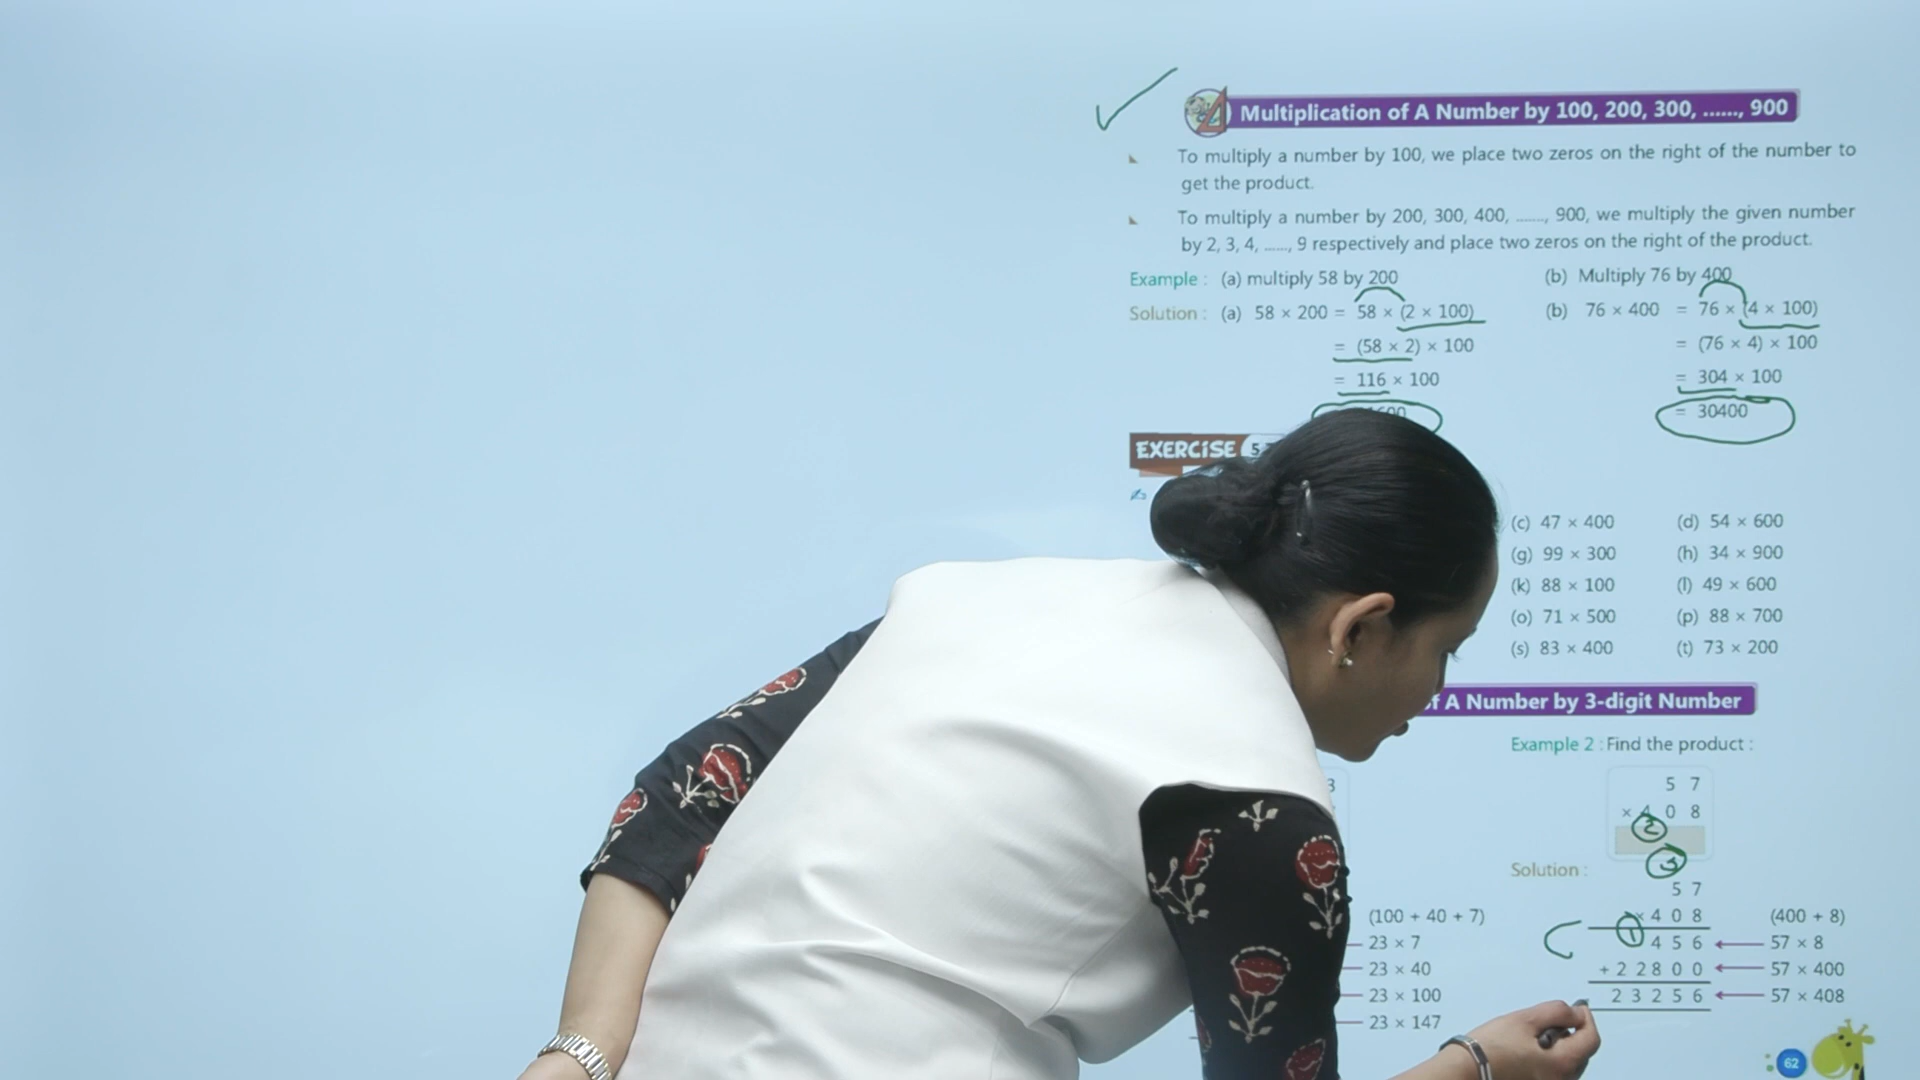 Multiplication of A Number by 100, 200, 300, ......, 900
To multiply a number by 100, we place two zeros on the right of the number to
get the product.
To multiply a number by 200, 300, 400, ......., 900, we multiply the given number
by 2, 3, 4, ......, 9 respectively and place two zeros on the right of the product.
Example : (a) multiply 58 by 200 (b) Multiply 76 by 400
Solution : (a) 58 × 200 = 58 × (2 × 100) (b) 76 × 400 = 76 × (4 × 100)
= (58 × 2) × 100 = (76 × 4) × 100
= 116 × 100 = 304 × 100
= 30400
EXERCISE 5
(c) 47 × 400 (d) 54 × 600
(g) 99 × 300 (h) 34 × 900
(k) 88 × 100 (l) 49 × 600
(o) 71 × 500 (p) 88 × 700
(s) 83 × 400 (t) 73 × 200
A Number by 3-digit Number
Example 2 : Find the product :
3 5 7
× 4 0 8
2
Solution : 5
5 7
× 4 0 8 (400 + 8)
(100 + 40 + 7)
23 × 7 1 4 5 6 57 × 8
23 × 40 + 2 2 8 0 0 57 × 400
23 × 100 2 3 2 5 6 57 × 408
23 × 147
62